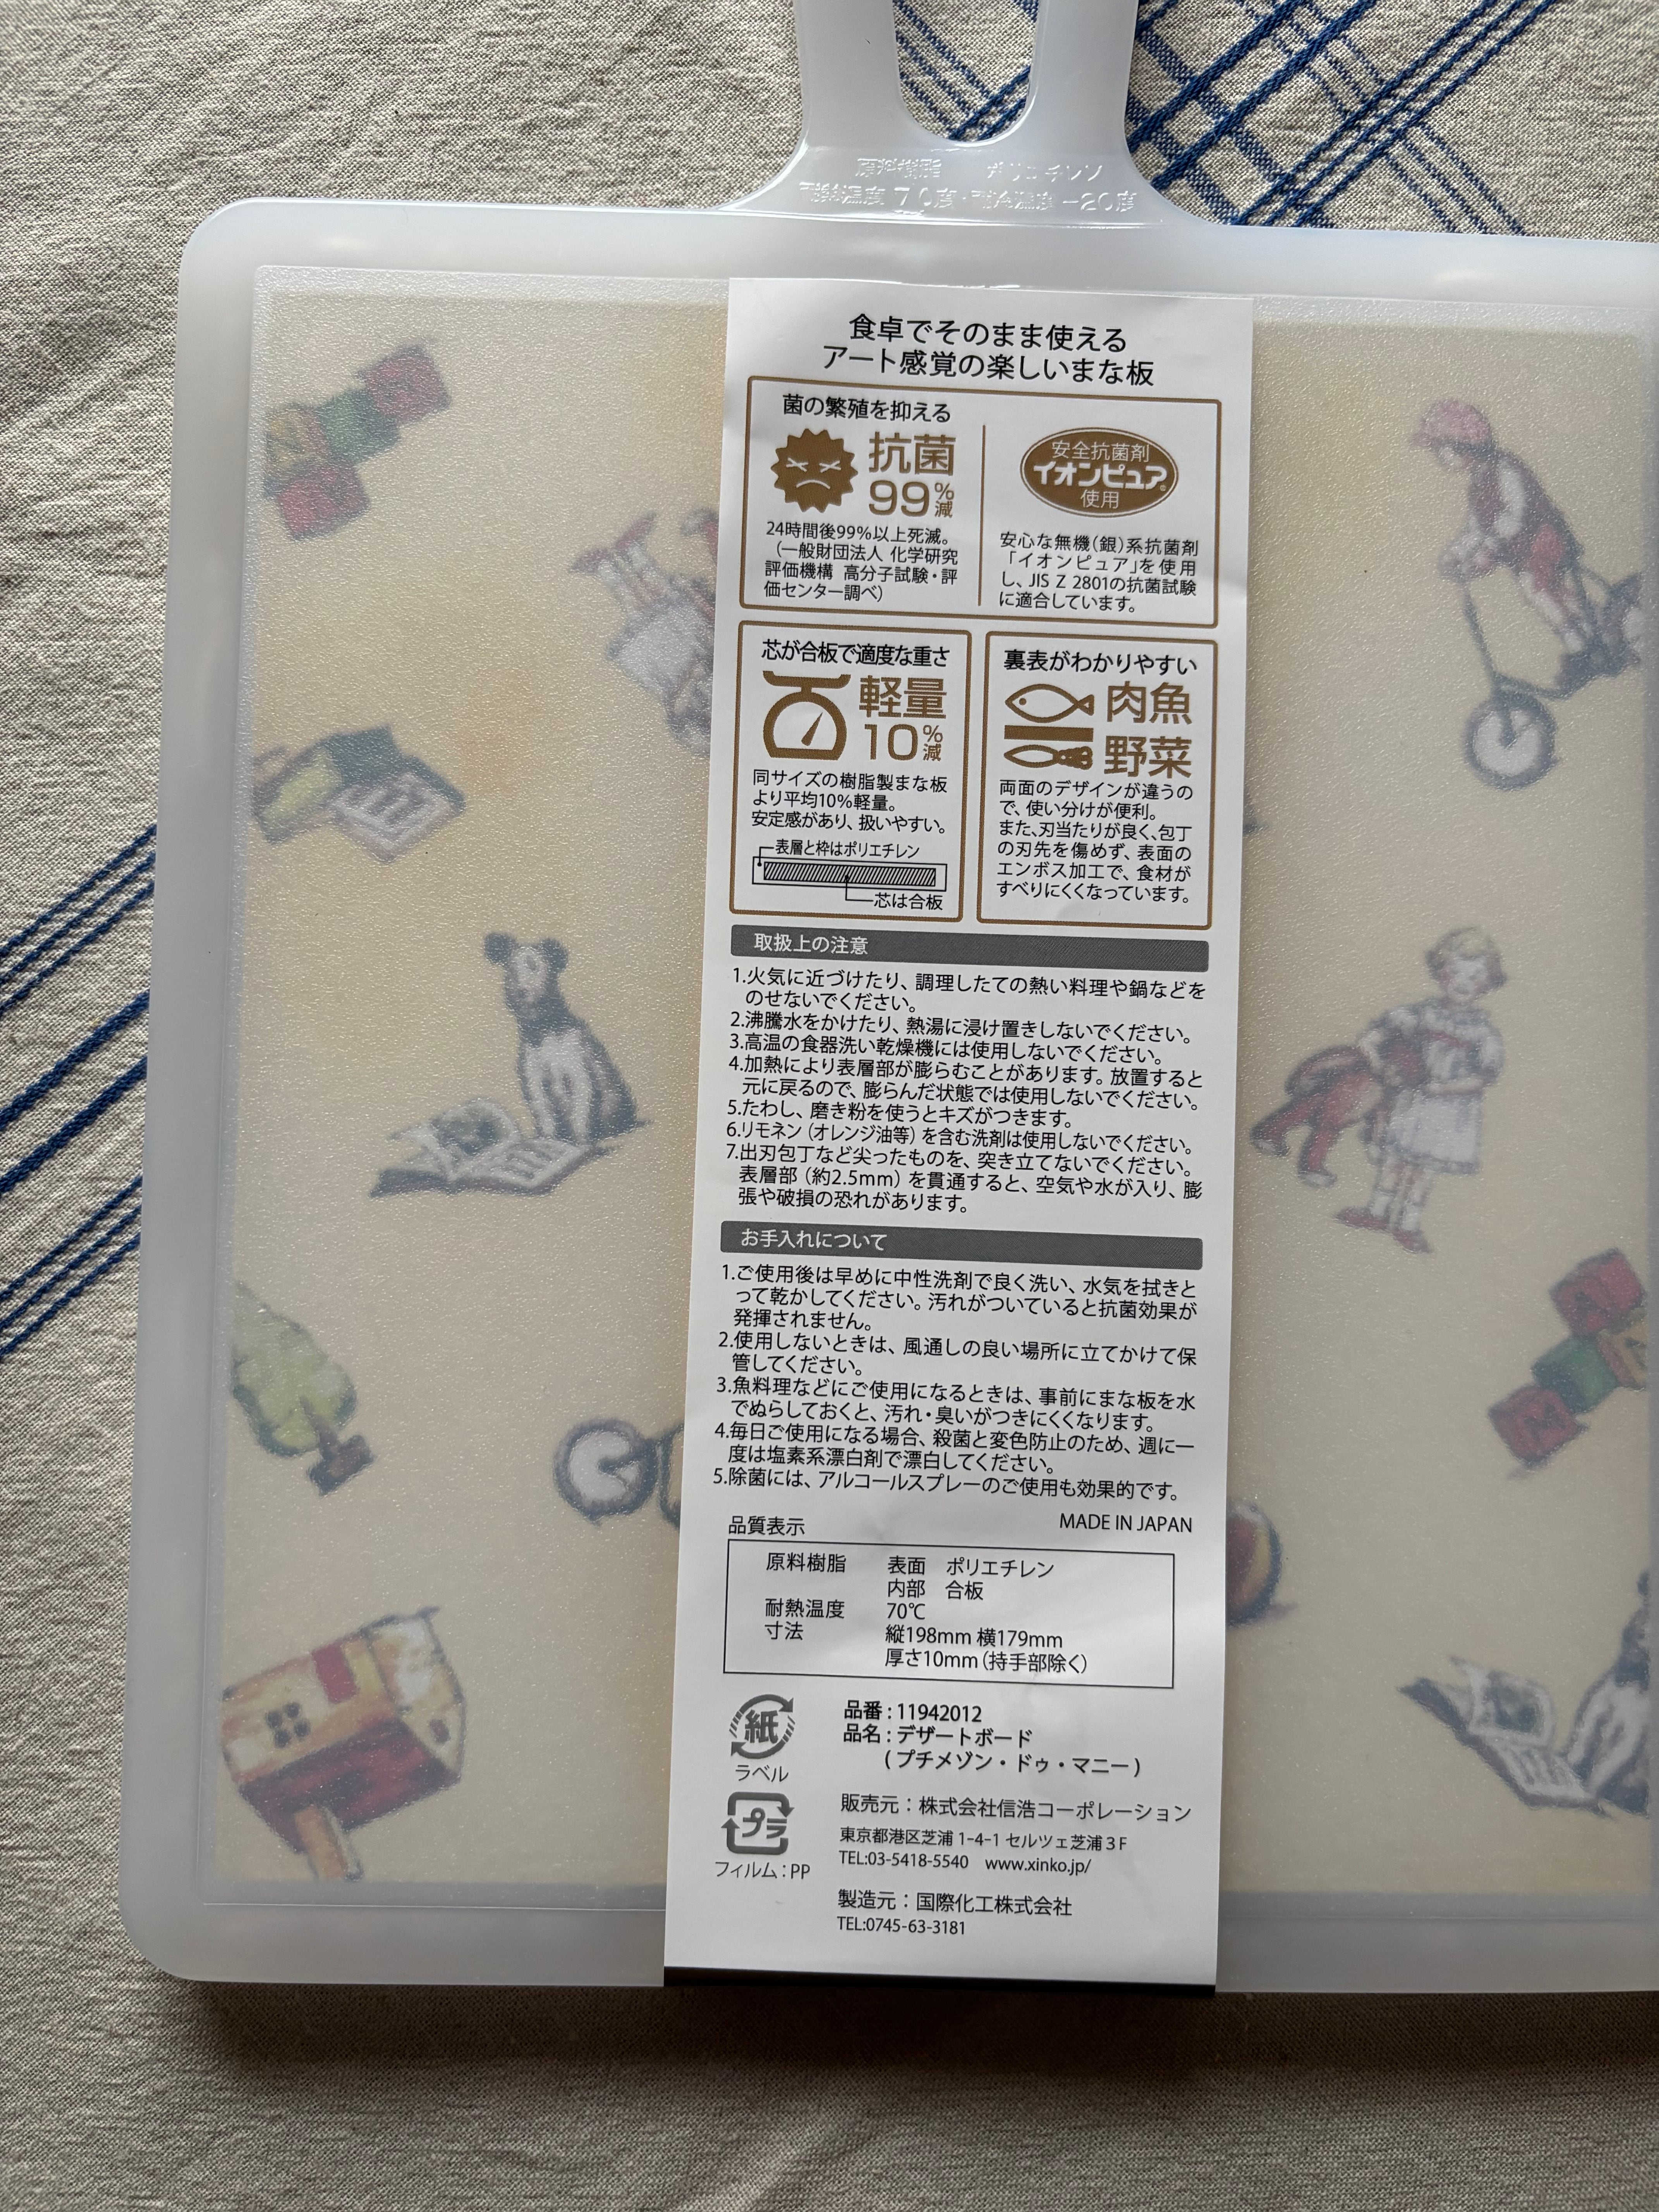 原料樹脂 ポリエチレン
耐熱温度 70度・耐冷温度 −20度
食卓でそのまま使える
アート感覚の楽しいまな板
菌の繁殖を抑える
抗菌
99%減
24時間後99%以上死滅。
(一般財団法人 化学研究
評価機構 高分子試験・評
価センター調べ)
安全抗菌剤
イオンピュア
使用
安心な無機(銀)系抗菌剤
「イオンピュア」を使用
し、JIS Z 2801の抗菌試験
に適合しています。
芯が合板で適度な重さ
軽量
10%減
同サイズの樹脂製まな板
より平均10%軽量。
安定感があり、扱いやすい。
表層と枠はポリエチレン
芯は合板
裏表がわかりやすい
肉魚
野菜
両面のデザインが違うの
で、使い分けが便利。
また、刃当たりが良く、包丁
の刃先を傷めず、表面の
エンボス加工で、食材が
すべりにくくなっています。
取扱上の注意
1.火気に近づけたり、調理したての熱い料理や鍋などを
のせないでください。
2.沸騰水をかけたり、熱湯に浸け置きしないでください。
3.高温の食器洗い乾燥機には使用しないでください。
4.加熱により表層部が膨らむことがあります。放置すると
元に戻るので、膨らんだ状態では使用しないでください。
5.たわし、磨き粉を使うとキズがつきます。
6.リモネン(オレンジ油等)を含む洗剤は使用しないでください。
7.出刃包丁など尖ったものを、突き立てないでください。
表層部(約2.5mm)を貫通すると、空気や水が入り、膨
張や破損の恐れがあります。
お手入れについて
1.ご使用後は早めに中性洗剤で良く洗い、水気を拭きと
って乾かしてください。汚れがついていると抗菌効果が
発揮されません。
2.使用しないときは、風通しの良い場所に立てかけて保
管してください。
3.魚料理などにご使用になるときは、事前にまな板を水
でぬらしておくと、汚れ・臭いがつきにくくなります。
4.毎日ご使用になる場合、殺菌と変色防止のため、週に一
度は塩素系漂白剤で漂白してください。
5.除菌には、アルコールスプレーのご使用も効果的です。
品質表示 MADE IN JAPAN
原料樹脂 表面 ポリエチレン
内部 合板
耐熱温度 70℃
寸法 縦198mm 横179mm
厚さ10mm(持手部除く)
紙
ラベル
プラ
フィルム:PP
品番:11942012
品名:デザートボード
(プチメゾン・ドゥ・マニー)
販売元:株式会社信浩コーポレーション
東京都港区芝浦 1-4-1 セルツェ芝浦3F
TEL:03-5418-5540 www.xinko.jp/
製造元:国際化工株式会社
TEL:0745-63-3181